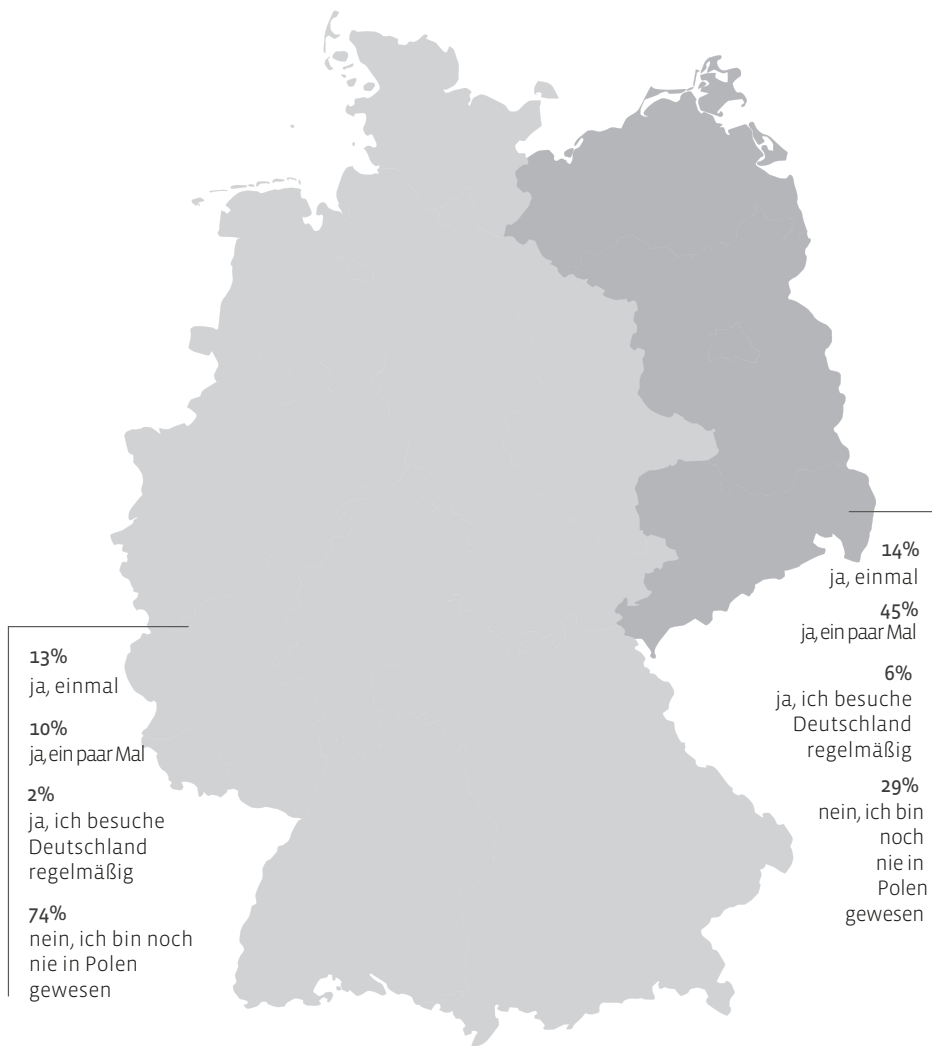 14%
ja, einmal
45%
ja, ein paar Mal
6%
ja, ich besuche
Deutschland
regelmäßig
29%
nein, ich bin
noch
nie in
Polen
gewesen
13%
ja, einmal
10%
ja, ein paar Mal
2%
ja, ich besuche
Deutschland
regelmäßig
74%
nein, ich bin noch
nie in Polen
gewesen